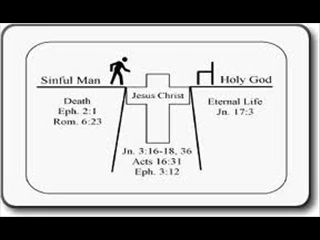 Sinful Man
Death
Eph. 2:1
Rom. 6:23
Jesus Christ
Jn. 3:16-18, 36
Acts 16:31
Eph. 3:12
Holy God
Eternal Life
Jn. 17:3